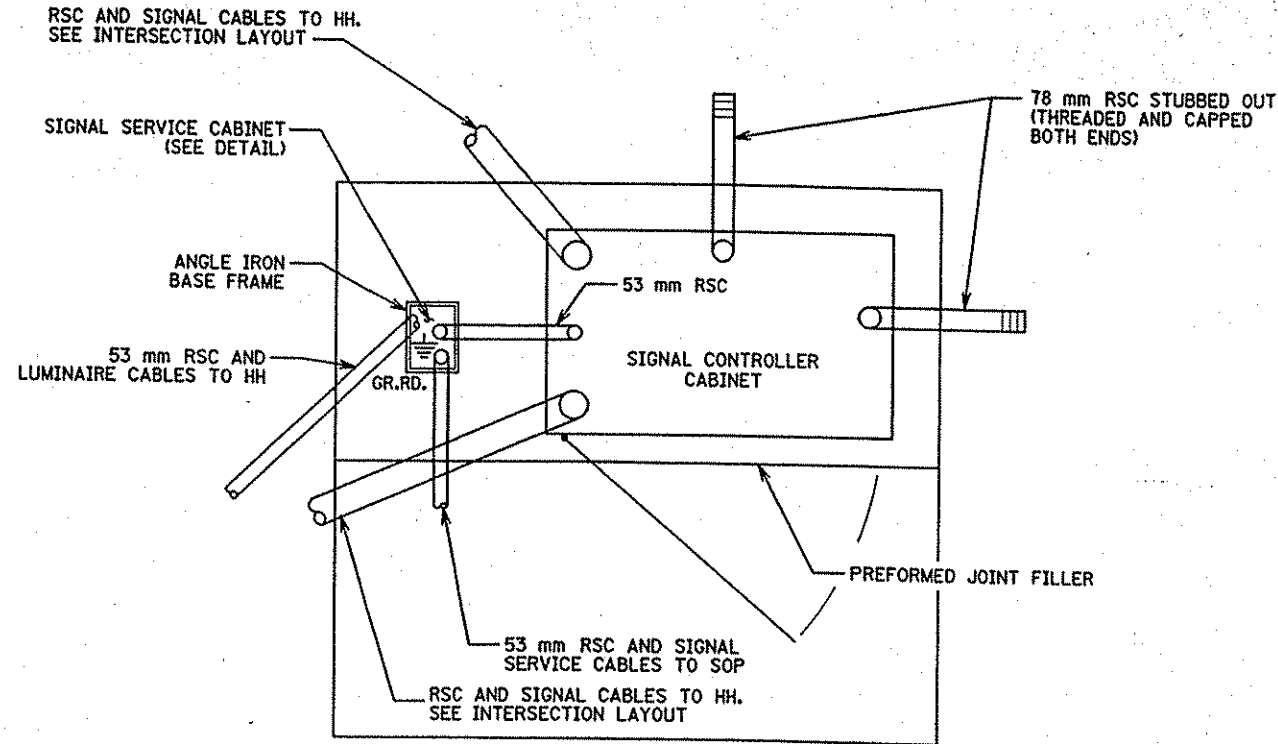 RSC AND SIGNAL CABLES TO HH.
SEE INTERSECTION LAYOUT
78 mm RSC STUBBED OUT
(THREADED AND CAPPED
BOTH ENDS)
SIGNAL SERVICE CABINET
(SEE DETAIL)
ANGLE IRON
BASE FRAME
53 mm RSC
53 mm RSC AND
LUMINAIRE CABLES TO HH
SIGNAL CONTROLLER
CABINET
GR.RD.
PREFORMED JOINT FILLER
53 mm RSC AND SIGNAL
SERVICE CABLES TO SOP
RSC AND SIGNAL CABLES TO HH.
SEE INTERSECTION LAYOUT